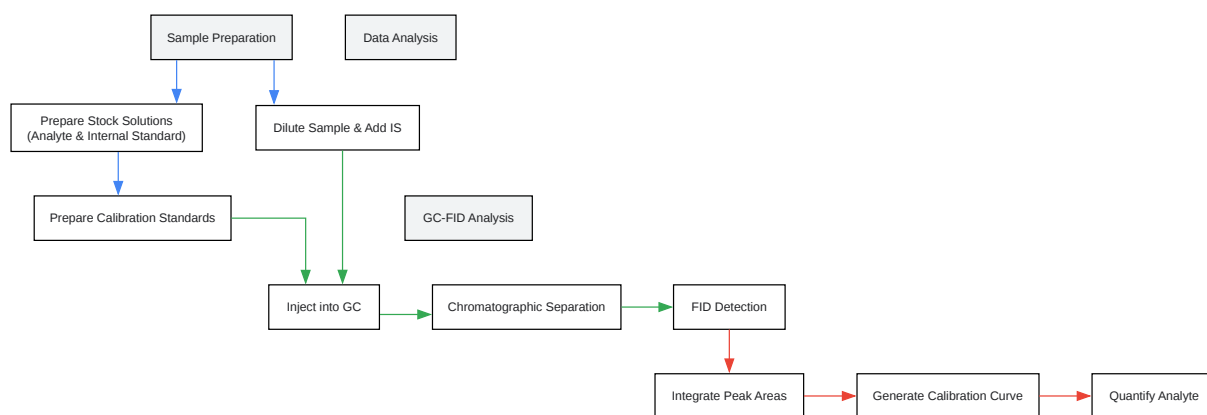 Sample Preparation
Data Analysis
Prepare Stock Solutions
(Analyte & Internal Standard)
Dilute Sample & Add IS
Prepare Calibration Standards
GC-FID Analysis
Inject into GC
Chromatographic Separation
FID Detection
Integrate Peak Areas
Generate Calibration Curve
Quantify Analyte